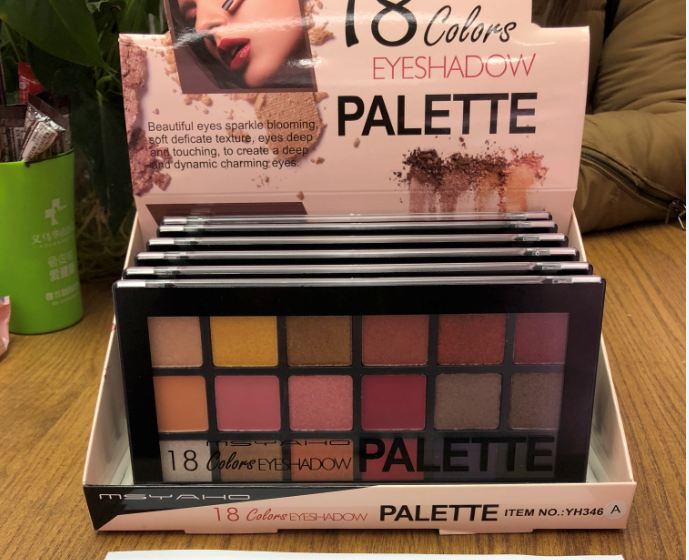 18 Colors
EYESHADOW
PALETTE
Beautiful eyes sparkle blooming,
soft deficate texture, eyes deep
and touching, to create a deep
and dynamic charming eyes.
MSYAHO
18 Colors EYESHADOW PALETTE
MSYAHO
18 Colors EYESHADOW PALETTE ITEM NO.:YH346 A